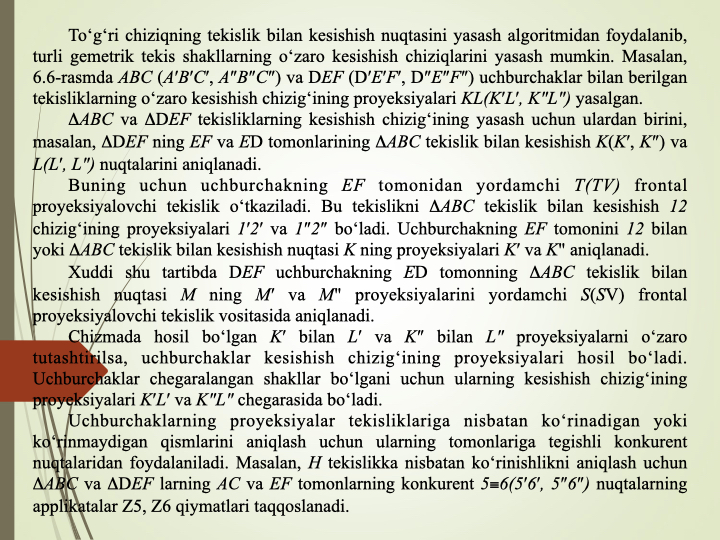 To‘g‘ri chiziqning tekislik bilan kesishish nuqtasini yasash algoritmidan foydalanib,
turli gemetrik tekis shakllarning o‘zaro kesishish chiziqlarini yasash mumkin. Masalan,
6.6-rasmda ABC (A′B′C′, A″B″C″) va DEF (D′E′F′, D″E″F″) uchburchaklar bilan berilgan
tekisliklarning o‘zaro kesishish chizig‘ining proyeksiyalari KL(K′L′, K″L″) yasalgan.
ΔABC va ΔDEF tekisliklarning kesishish chizig‘ining yasash uchun ulardan birini,
masalan, ΔDEF ning EF va ED tomonlarining ΔABC tekislik bilan kesishish K(K′, K″) va
L(L′, L″) nuqtalarini aniqlanadi.
Buning uchun uchburchakning EF tomonidan yordamchi T(TV) frontal
proyeksiyalovchi tekislik o‘tkaziladi. Bu tekislikni ΔABC tekislik bilan kesishish 12
chizig‘ining proyeksiyalari 1′2′ va 1″2″ bo‘ladi. Uchburchakning EF tomonini 12 bilan
yoki ΔABC tekislik bilan kesishish nuqtasi K ning proyeksiyalari K′ va K" aniqlanadi.
Xuddi shu tartibda DEF uchburchakning ED tomonning ΔABC tekislik bilan
kesishish nuqtasi M ning M′ va M" proyeksiyalarini yordamchi S(SV) frontal
proyeksiyalovchi tekislik vositasida aniqlanadi.
Chizmada hosil bo‘lgan K′ bilan L′ va K″ bilan L″ proyeksiyalarni o‘zaro
tutashtirilsa, uchburchaklar kesishish chizig‘ining proyeksiyalari hosil bo‘ladi.
Uchburchaklar chegaralangan shakllar bo‘lgani uchun ularning kesishish chizig‘ining
proyeksiyalari K′L′ va K″L″ chegarasida bo‘ladi.
Uchburchaklarning proyeksiyalar tekisliklariga nisbatan ko‘rinadigan yoki
ko‘rinmaydigan qismlarini aniqlash uchun ularning tomonlariga tegishli konkurent
nuqtalaridan foydalaniladi. Masalan, H tekislikka nisbatan ko‘rinishlikni aniqlash uchun
ΔABC va ΔDEF larning AC va EF tomonlarning konkurent 5≡6(5′6′, 5″6″) nuqtalarning
applikatalar Z5, Z6 qiymatlari taqqoslanadi.